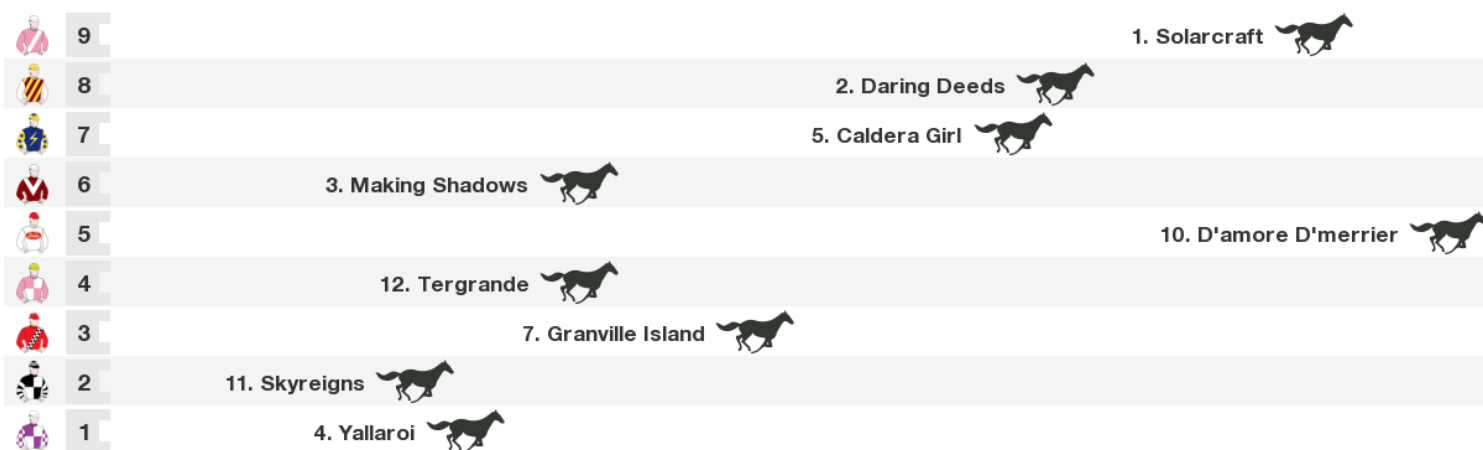 9 1. Solarcraft
8 2. Daring Deeds
7 5. Caldera Girl
6 3. Making Shadows
5 10. D'amore D'merrier
4 12. Tergrande
3 7. Granville Island
2 11. Skyreigns
1 4. Yallaroi